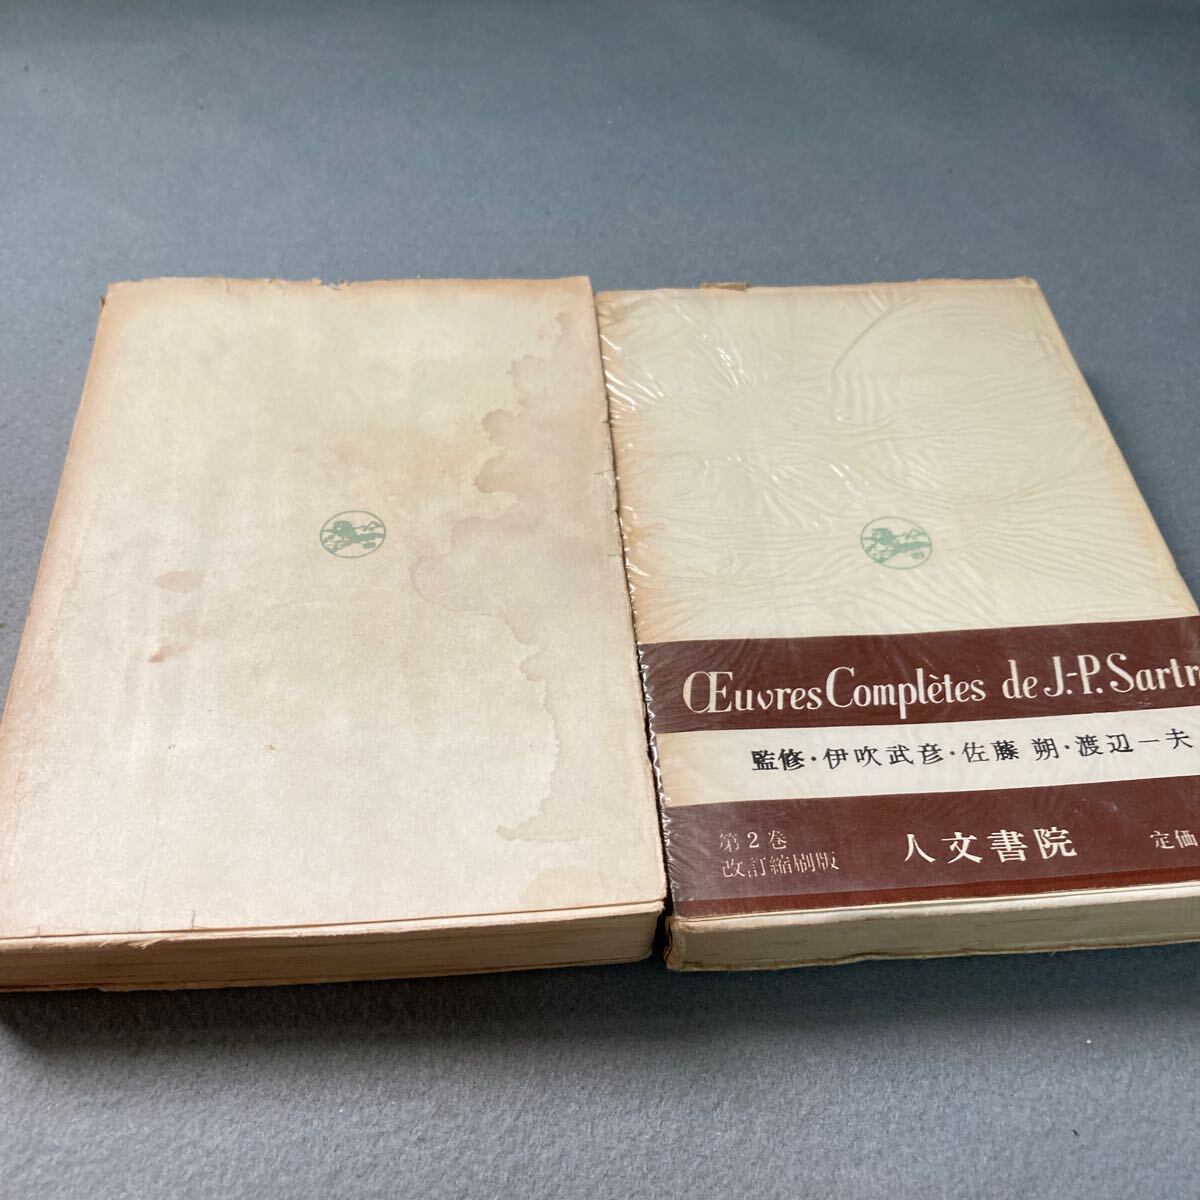 Œuvres Complètes de J.-P. Sartre
監修・伊吹武彦・佐藤 朔・渡辺一夫
第2巻
改訂縮刷版
人文書院
定価